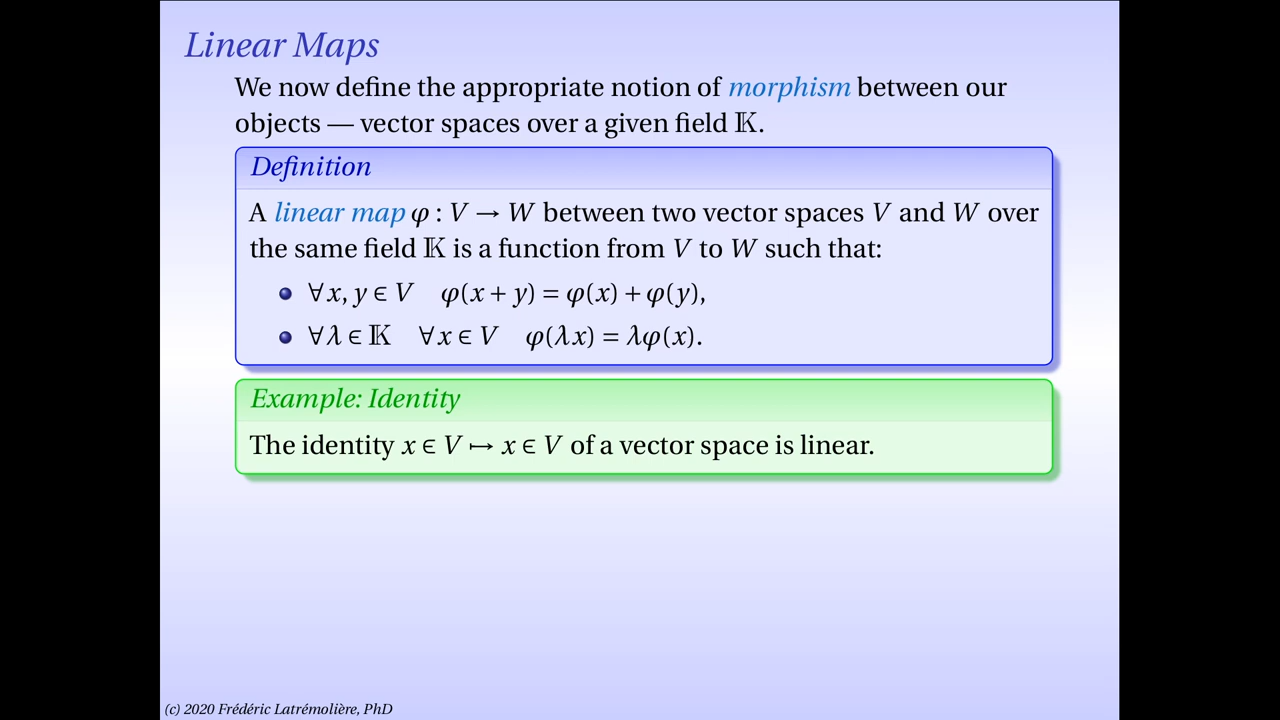 Linear Maps
We now define the appropriate notion of morphism between our
objects — vector spaces over a given field 𝕂.
Definition
A linear map φ : V → W between two vector spaces V and W over
the same field 𝕂 is a function from V to W such that:
∀x, y ∈ V φ(x + y) = φ(x) + φ(y),
∀λ ∈ 𝕂 ∀x ∈ V φ(λx) = λφ(x).
Example: Identity
The identity x ∈ V ↦ x ∈ V of a vector space is linear.
(c) 2020 Frédéric Latrémolière, PhD